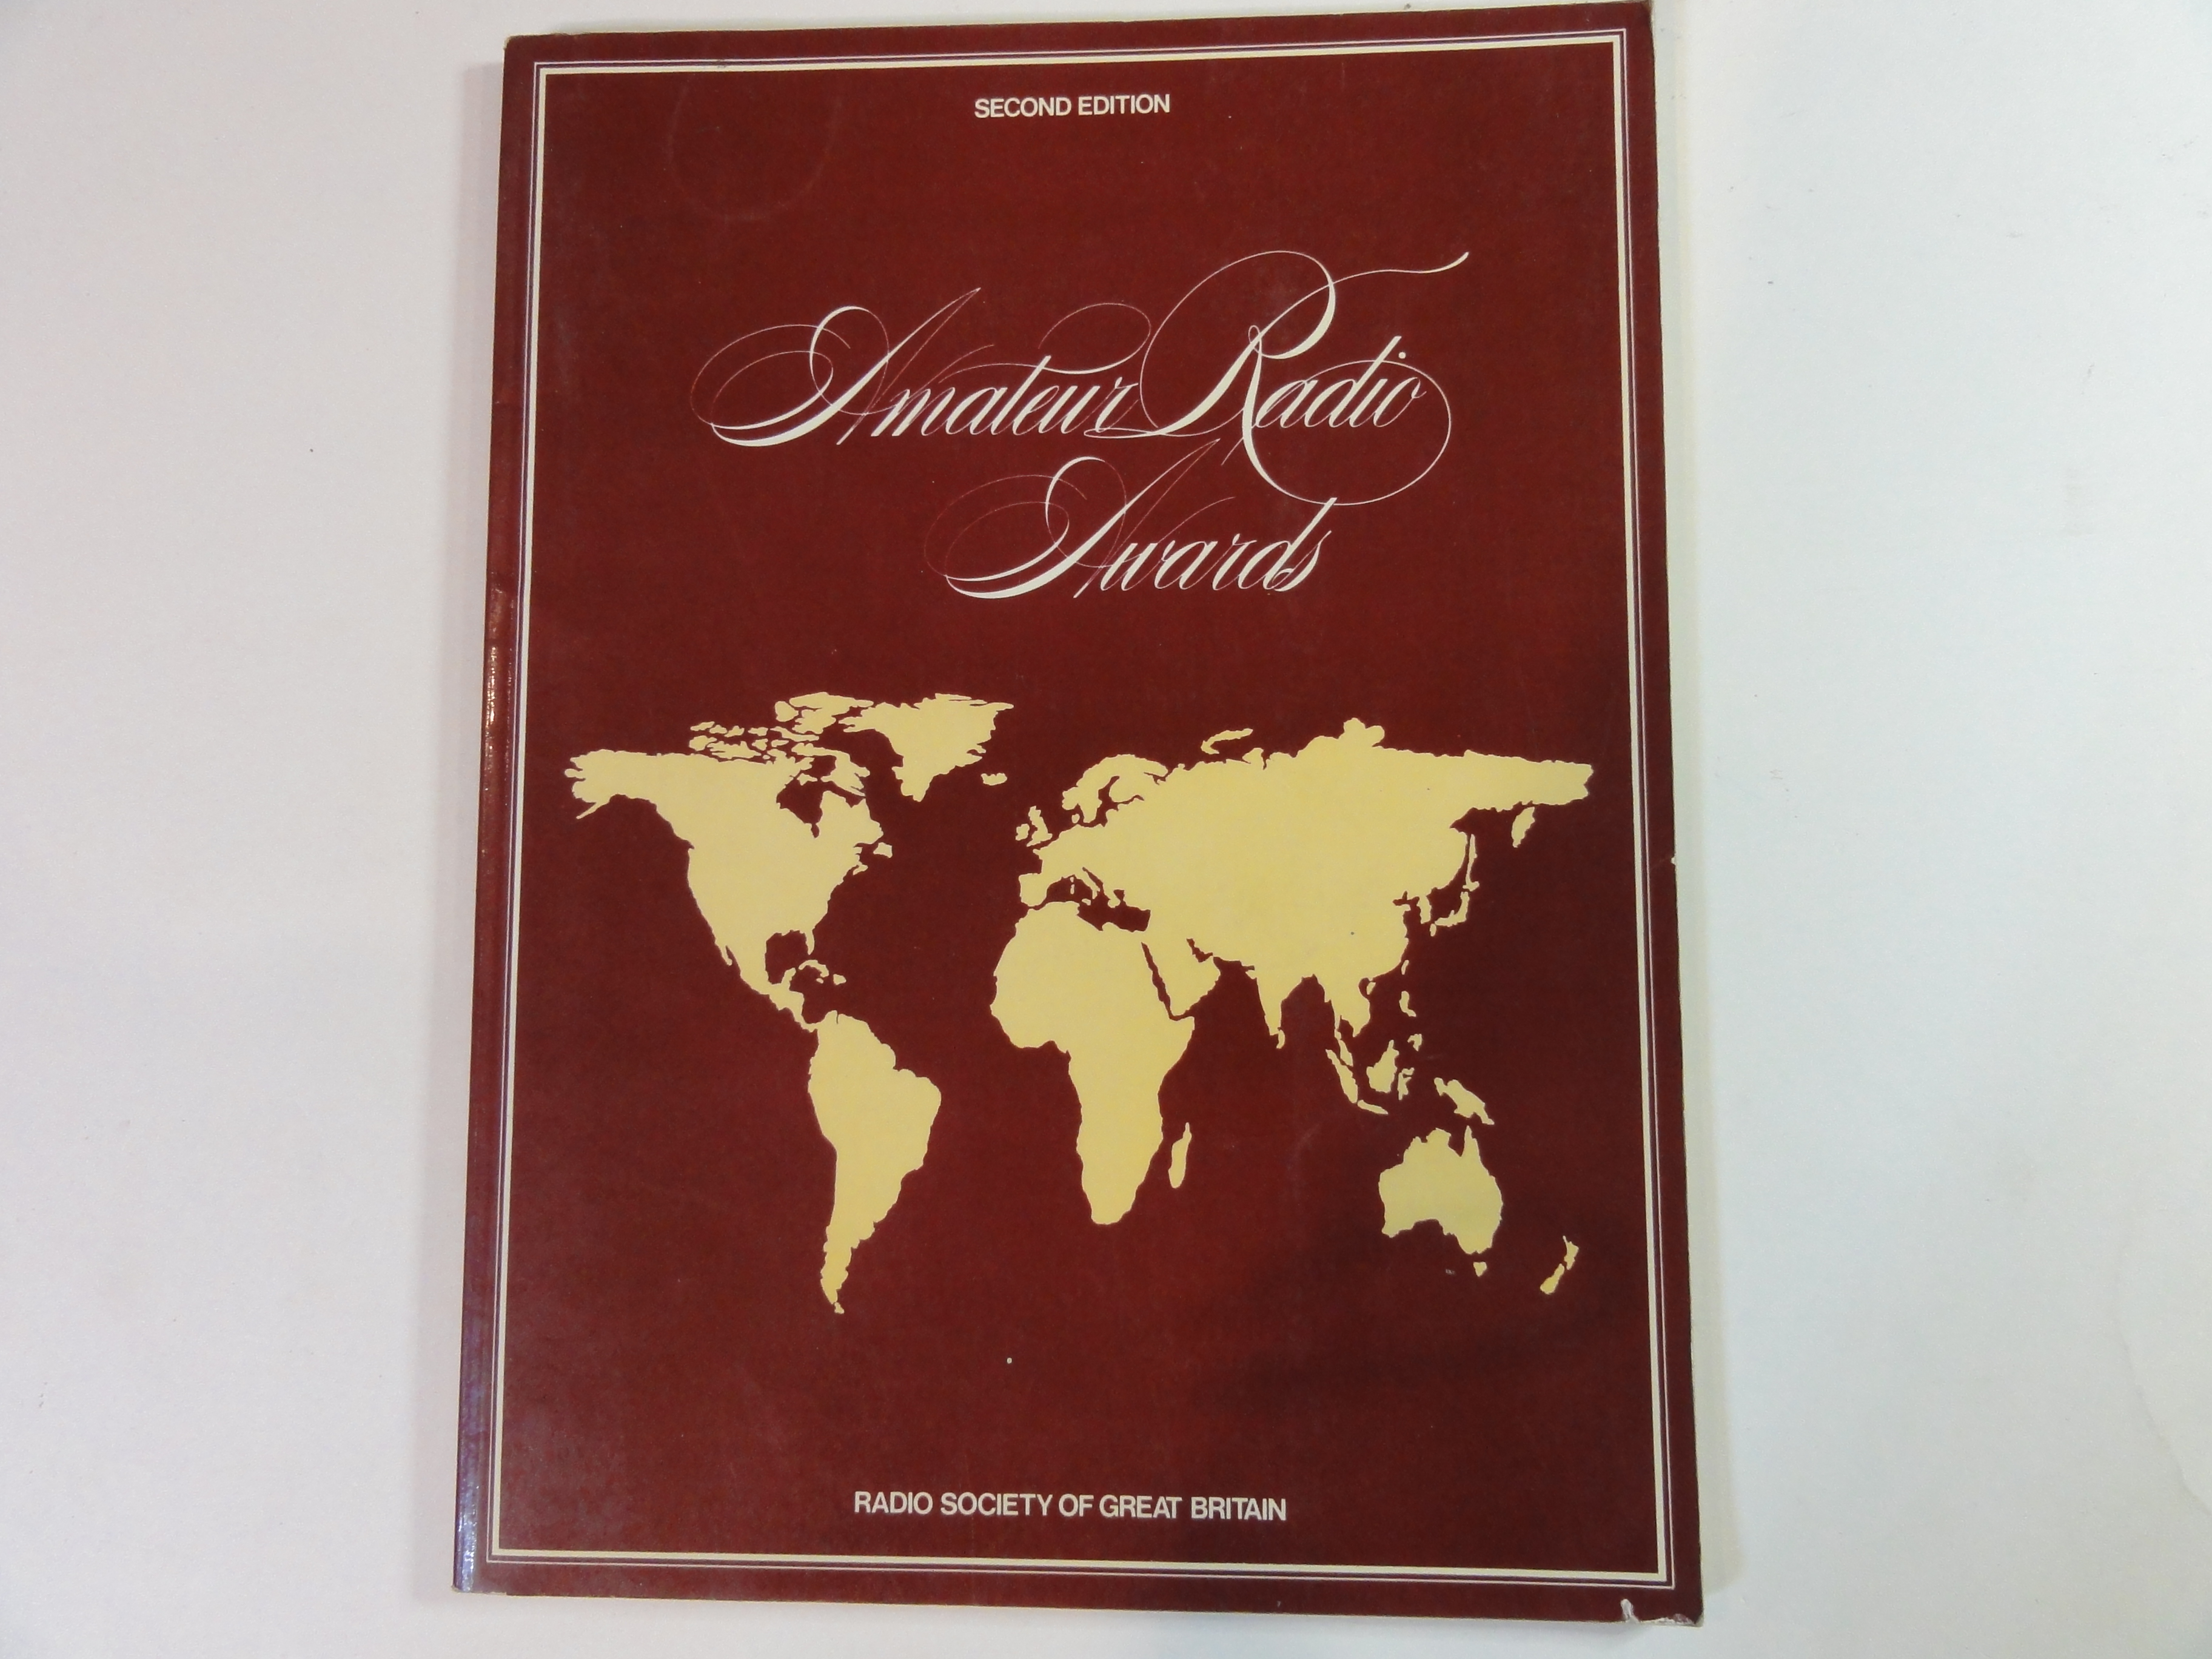 SECOND EDITION
Amateur Radio
Awards
RADIO SOCIETY OF GREAT BRITAIN